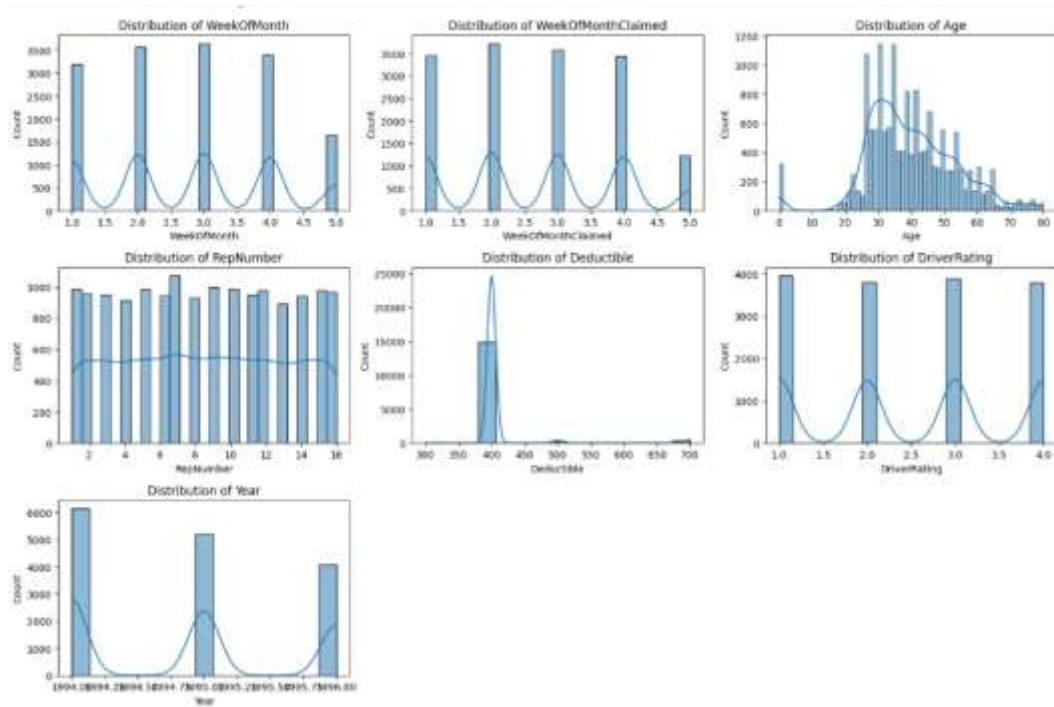 Distribution of WeekOfMonth
Count
3500
3000
2500
2000
1500
1000
500
0
1.0 1.5 2.0 2.5 3.0 3.5 4.0 4.5 5.0
WeekOfMonth
Distribution of WeekOfMonthClaimed
Count
3500
3000
2500
2000
1500
1000
500
0
1.0 1.5 2.0 2.5 3.0 3.5 4.0 4.5 5.0
WeekOfMonthClaimed
Distribution of Age
Count
1200
1000
800
600
400
200
0
0 10 20 30 40 50 60 70 80
Age
Distribution of RepNumber
Count
1000
800
600
400
200
0
2 4 6 8 10 12 14 16
RepNumber
Distribution of Deductible
Count
25000
20000
15000
10000
5000
0
300 350 400 450 500 550 600 650 700
Deductible
Distribution of DriverRating
Count
4000
3000
2000
1000
0
1.0 1.5 2.0 2.5 3.0 3.5 4.0
DriverRating
Distribution of Year
Count
6000
5000
4000
3000
2000
1000
0
Year